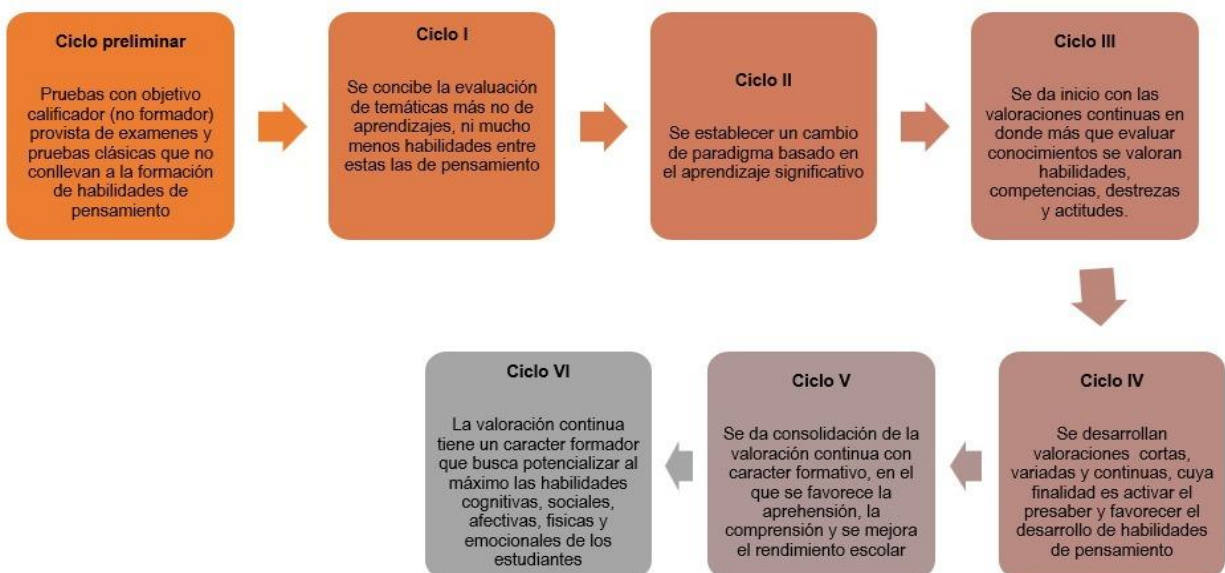 Ciclo preliminar
Pruebas con objetivo
calificador (no formador)
provista de examenes y
pruebas clásicas que no
conllevan a la formación
de habilidades de
pensamiento
Ciclo I
Se concibe la evaluación
de temáticas más no de
aprendizajes, ni mucho
menos habilidades entre
estas las de pensamiento
Ciclo II
Se establecer un cambio
de paradigma basado en
el aprendizaje significativo
Ciclo III
Se da inicio con las
valoraciones continuas en
donde más que evaluar
conocimientos se valoran
habilidades,
competencias, destrezas
y actitudes.
Ciclo IV
Se desarrollan
valoraciones cortas,
variadas y continuas, cuya
finalidad es activar el
presaber y favorecer el
desarrollo de habilidades
de pensamiento
Ciclo V
Se da consolidación de la
valoración continua con
caracter formativo, en el
que se favorece la
aprehensión, la
comprensión y se mejora
el rendimiento escolar
Ciclo VI
La valoración continua
tiene un caracter formador
que busca potencializar al
máximo las habilidades
cognitivas, sociales,
afectivas, fisicas y
emocionales de los
estudiantes